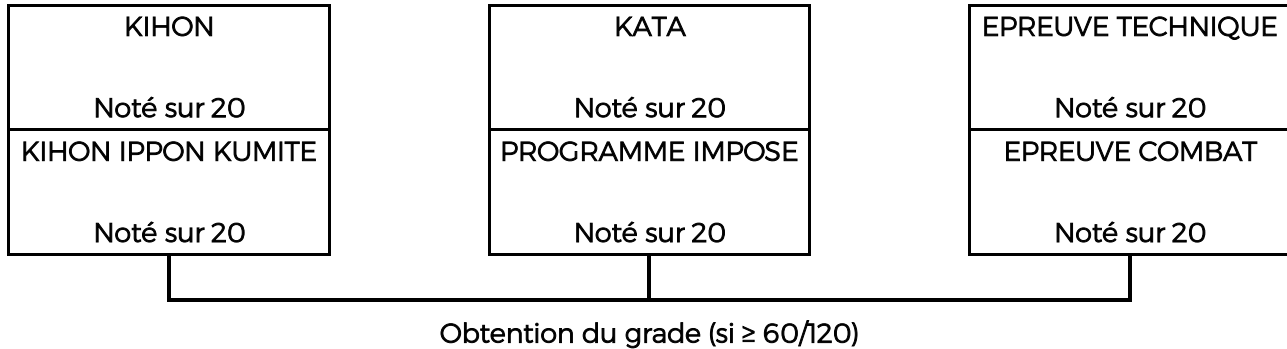 KIHON
Noté sur 20
KIHON IPPON KUMITE
Noté sur 20
KATA
Noté sur 20
PROGRAMME IMPOSE
Noté sur 20
EPREUVE TECHNIQUE
Noté sur 20
EPREUVE COMBAT
Noté sur 20
Obtention du grade (si ≥ 60/120)